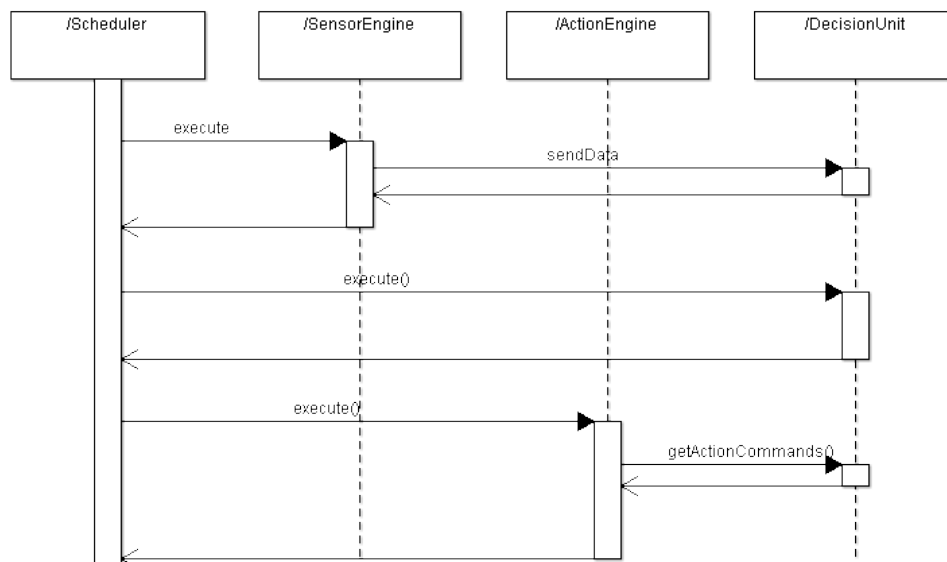 /Scheduler /SensorEngine /ActionEngine /DecisionUnit
execute
sendData
execute()
execute()
getActionCommands()